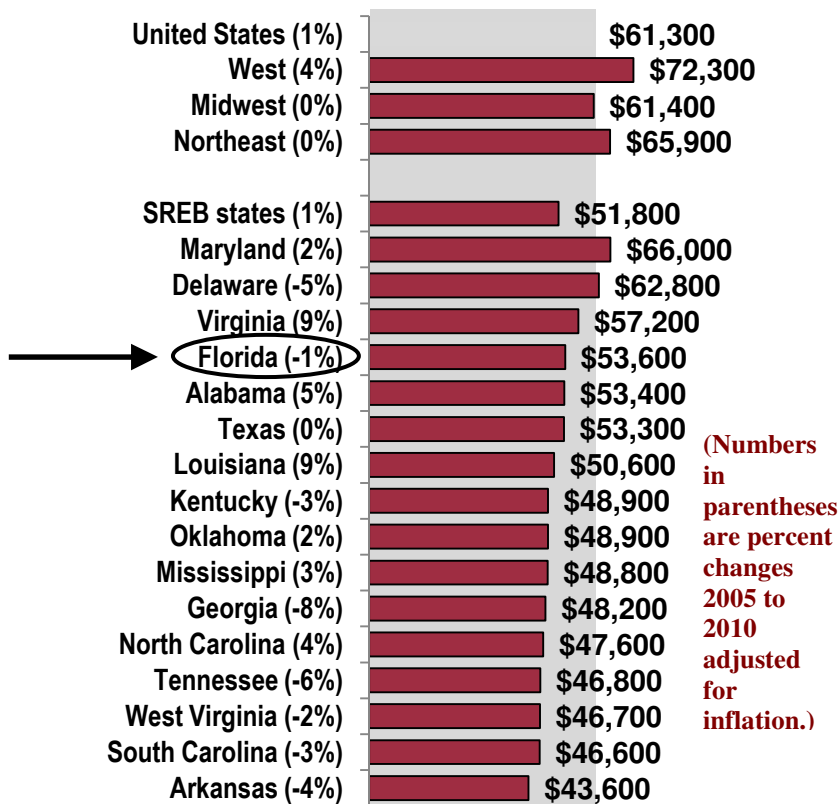 United States (1%) $61,300
West (4%) $72,300
Midwest (0%) $61,400
Northeast (0%) $65,900
SREB states (1%) $51,800
Maryland (2%) $66,000
Delaware (-5%) $62,800
Virginia (9%) $57,200
Florida (-1%) $53,600
Alabama (5%) $53,400
Texas (0%) $53,300
Louisiana (9%) $50,600
Kentucky (-3%) $48,900
Oklahoma (2%) $48,900
Mississippi (3%) $48,800
Georgia (-8%) $48,200
North Carolina (4%) $47,600
Tennessee (-6%) $46,800
West Virginia (-2%) $46,700
South Carolina (-3%) $46,600
Arkansas (-4%) $43,600
(Numbers
in
parentheses
are percent
changes
2005 to
2010
adjusted
for
inflation.)